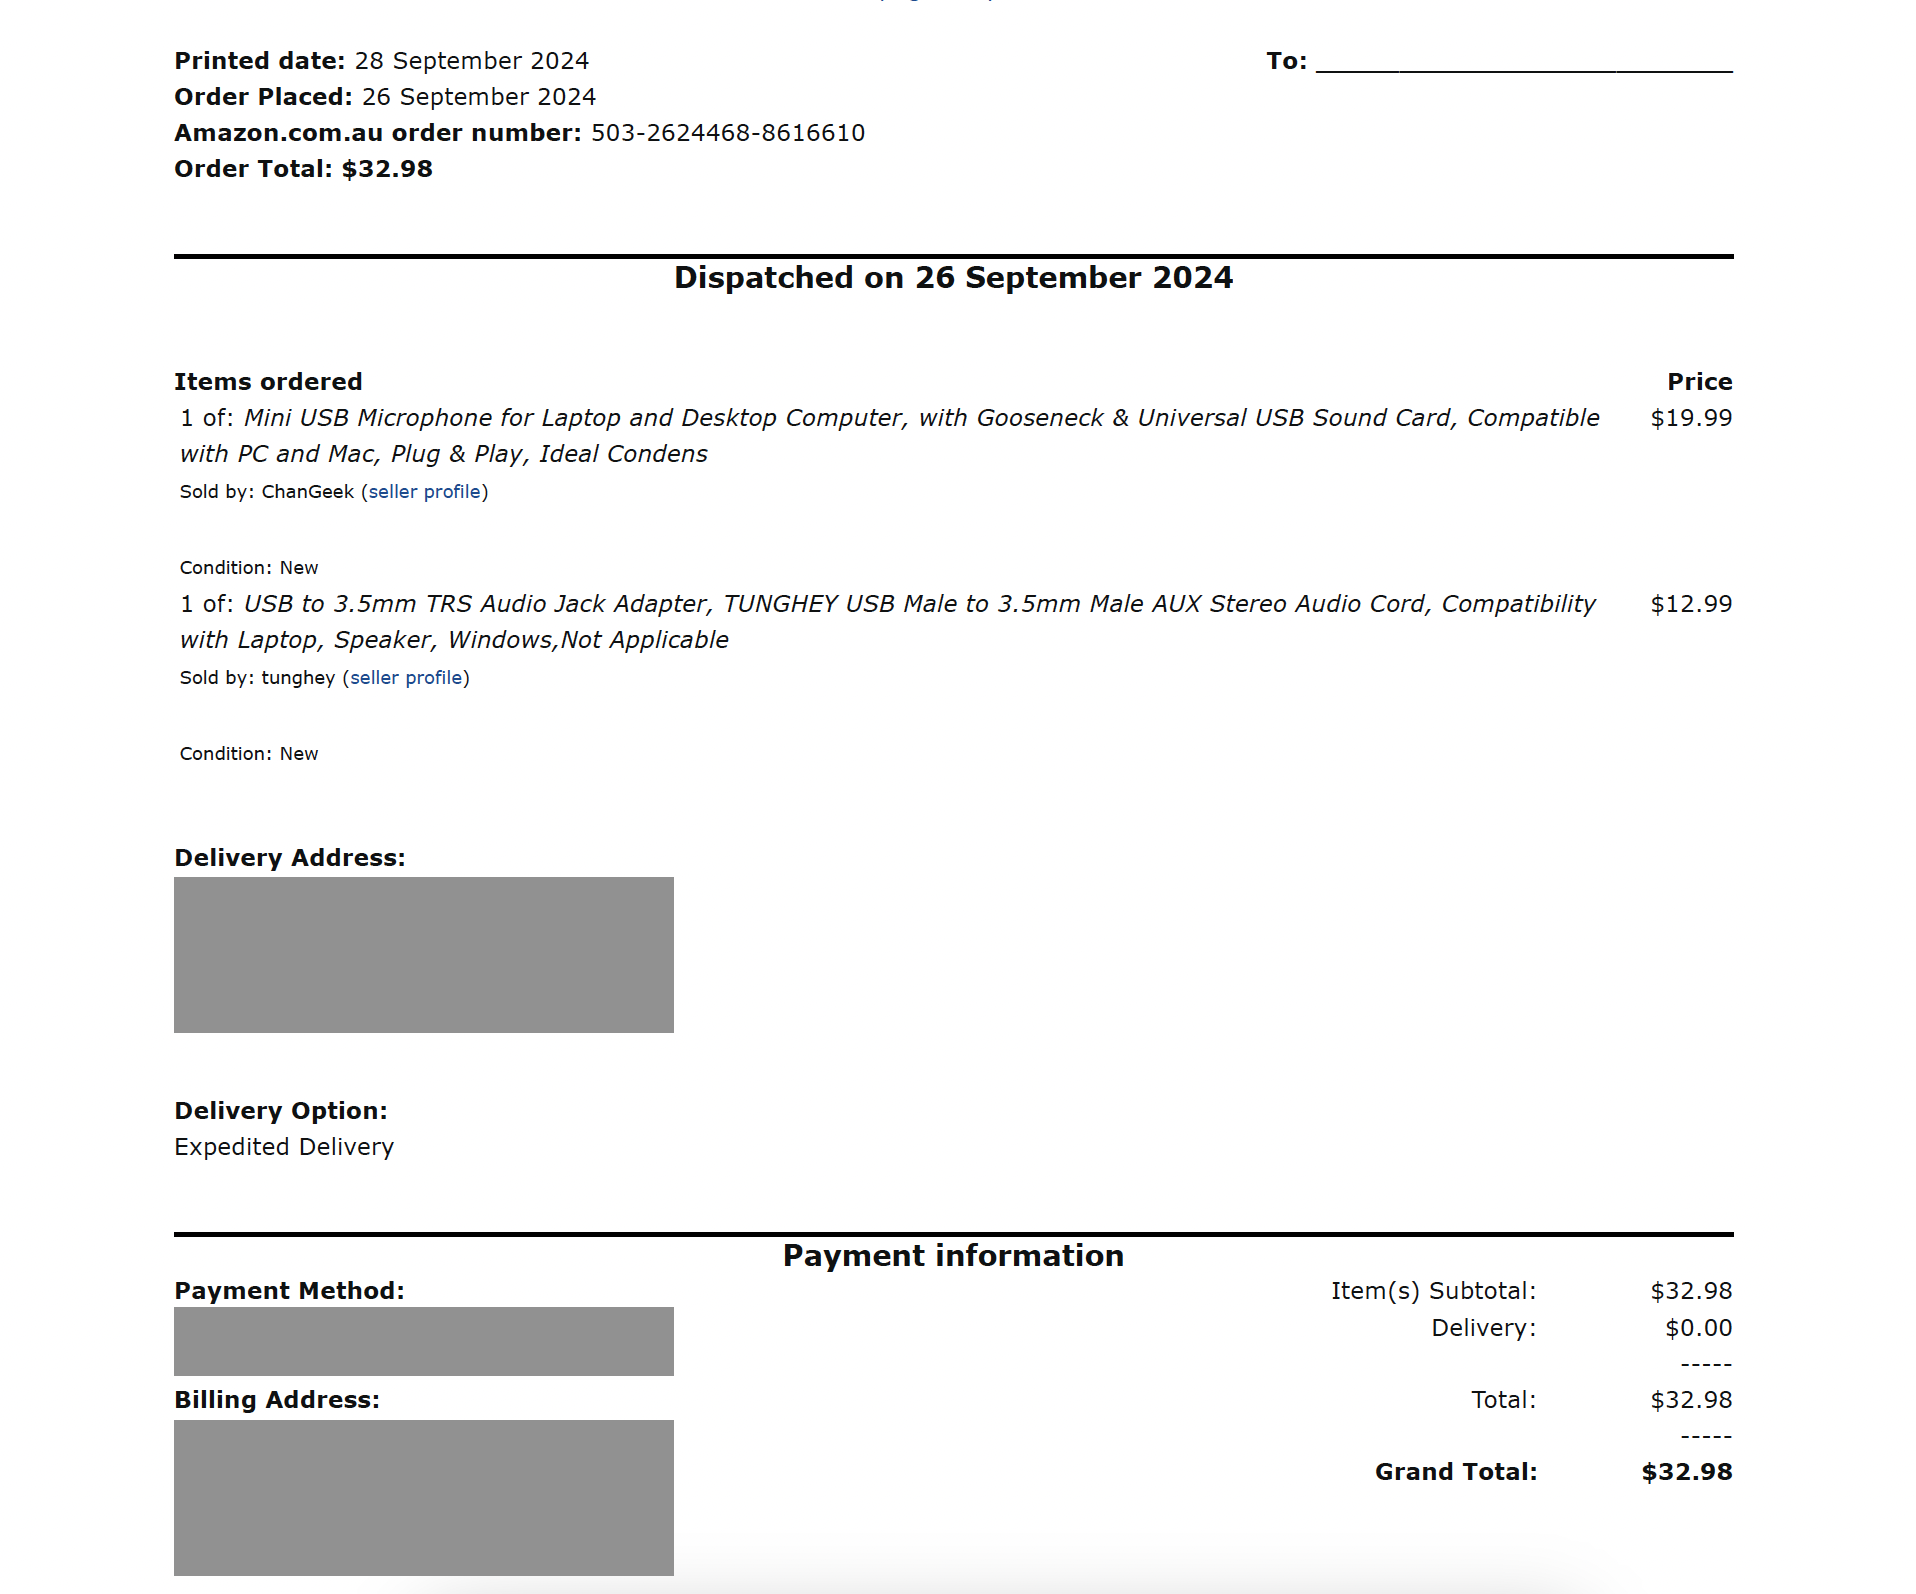 Printed date: 28 September 2024
To: ______________________________
Order Placed: 26 September 2024
Amazon.com.au order number: 503-2624468-8616610
Order Total: $32.98
Dispatched on 26 September 2024
Items ordered Price
1 of: Mini USB Microphone for Laptop and Desktop Computer, with Gooseneck & Universal USB Sound Card, Compatible $19.99
with PC and Mac, Plug & Play, Ideal Condens
Sold by: ChanGeek (seller profile)
Condition: New
1 of: USB to 3.5mm TRS Audio Jack Adapter, TUNGHEY USB Male to 3.5mm Male AUX Stereo Audio Cord, Compatibility $12.99
with Laptop, Speaker, Windows,Not Applicable
Sold by: tunghey (seller profile)
Condition: New
Delivery Address:
Delivery Option:
Expedited Delivery
Payment information
Payment Method:
Item(s) Subtotal: $32.98
Delivery: $0.00
-----
Billing Address:
Total: $32.98
-----
Grand Total: $32.98